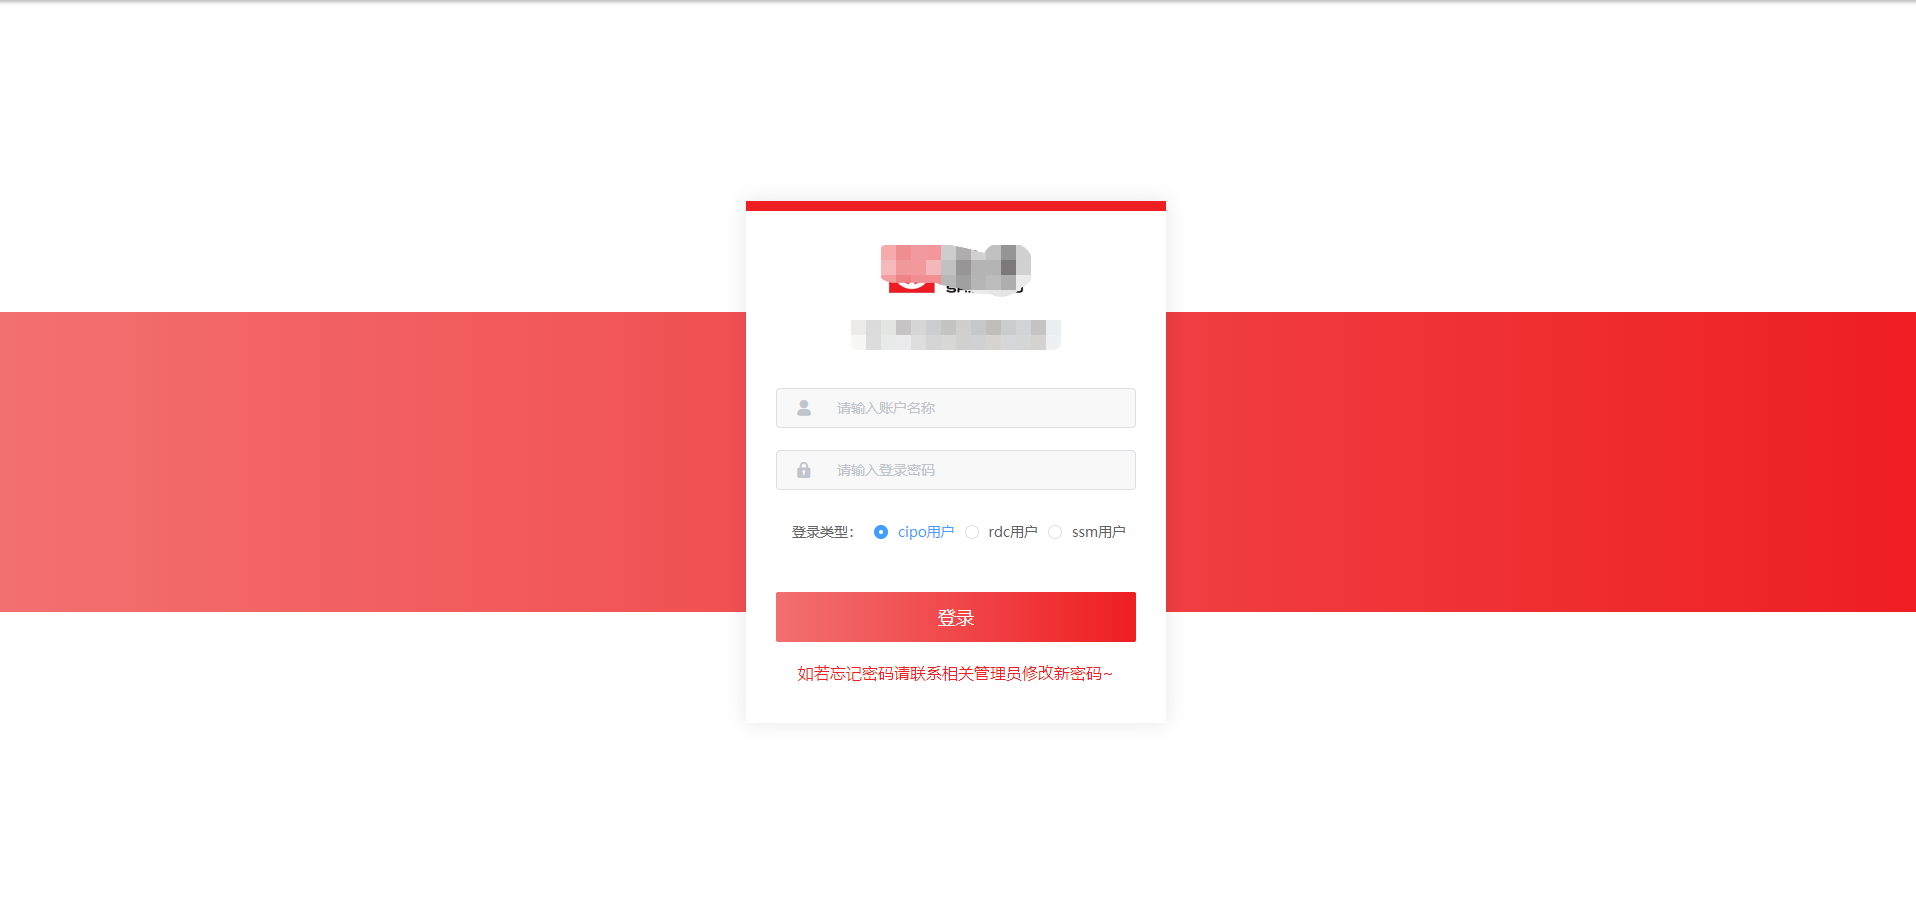 请输入账户名称
请输入登录密码
登录类型： cipo用户 rdc用户 ssm用户
登录
如若忘记密码请联系相关管理员修改新密码~